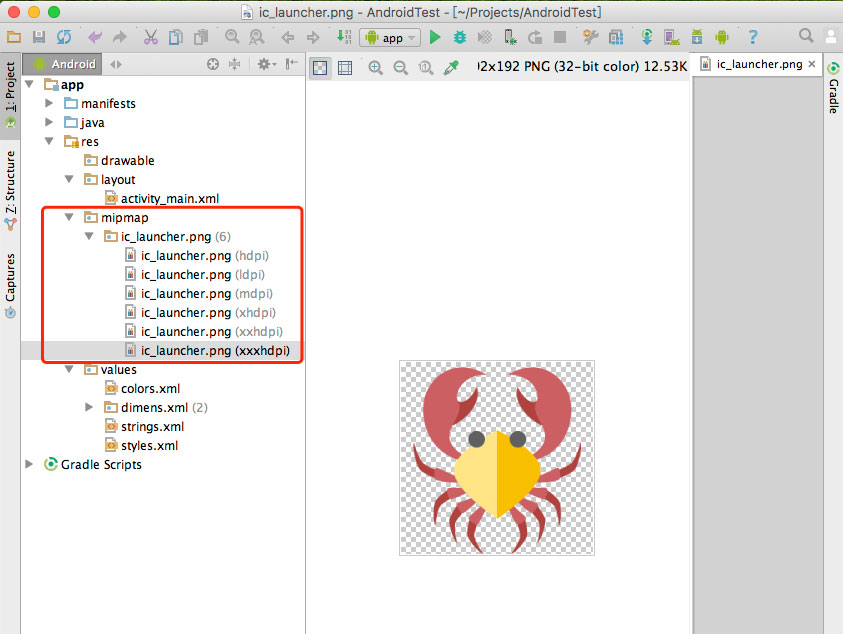 ic_launcher.png - AndroidTest - [~/Projects/AndroidTest]
app
1: Project
Android
app
manifests
java
res
drawable
layout
activity_main.xml
mipmap
ic_launcher.png (6)
ic_launcher.png (hdpi)
ic_launcher.png (ldpi)
ic_launcher.png (mdpi)
ic_launcher.png (xhdpi)
ic_launcher.png (xxhdpi)
ic_launcher.png (xxxhdpi)
values
colors.xml
dimens.xml (2)
strings.xml
styles.xml
Gradle Scripts
Z: Structure
Captures
2x192 PNG (32-bit color) 12.53K
ic_launcher.png
Gradle